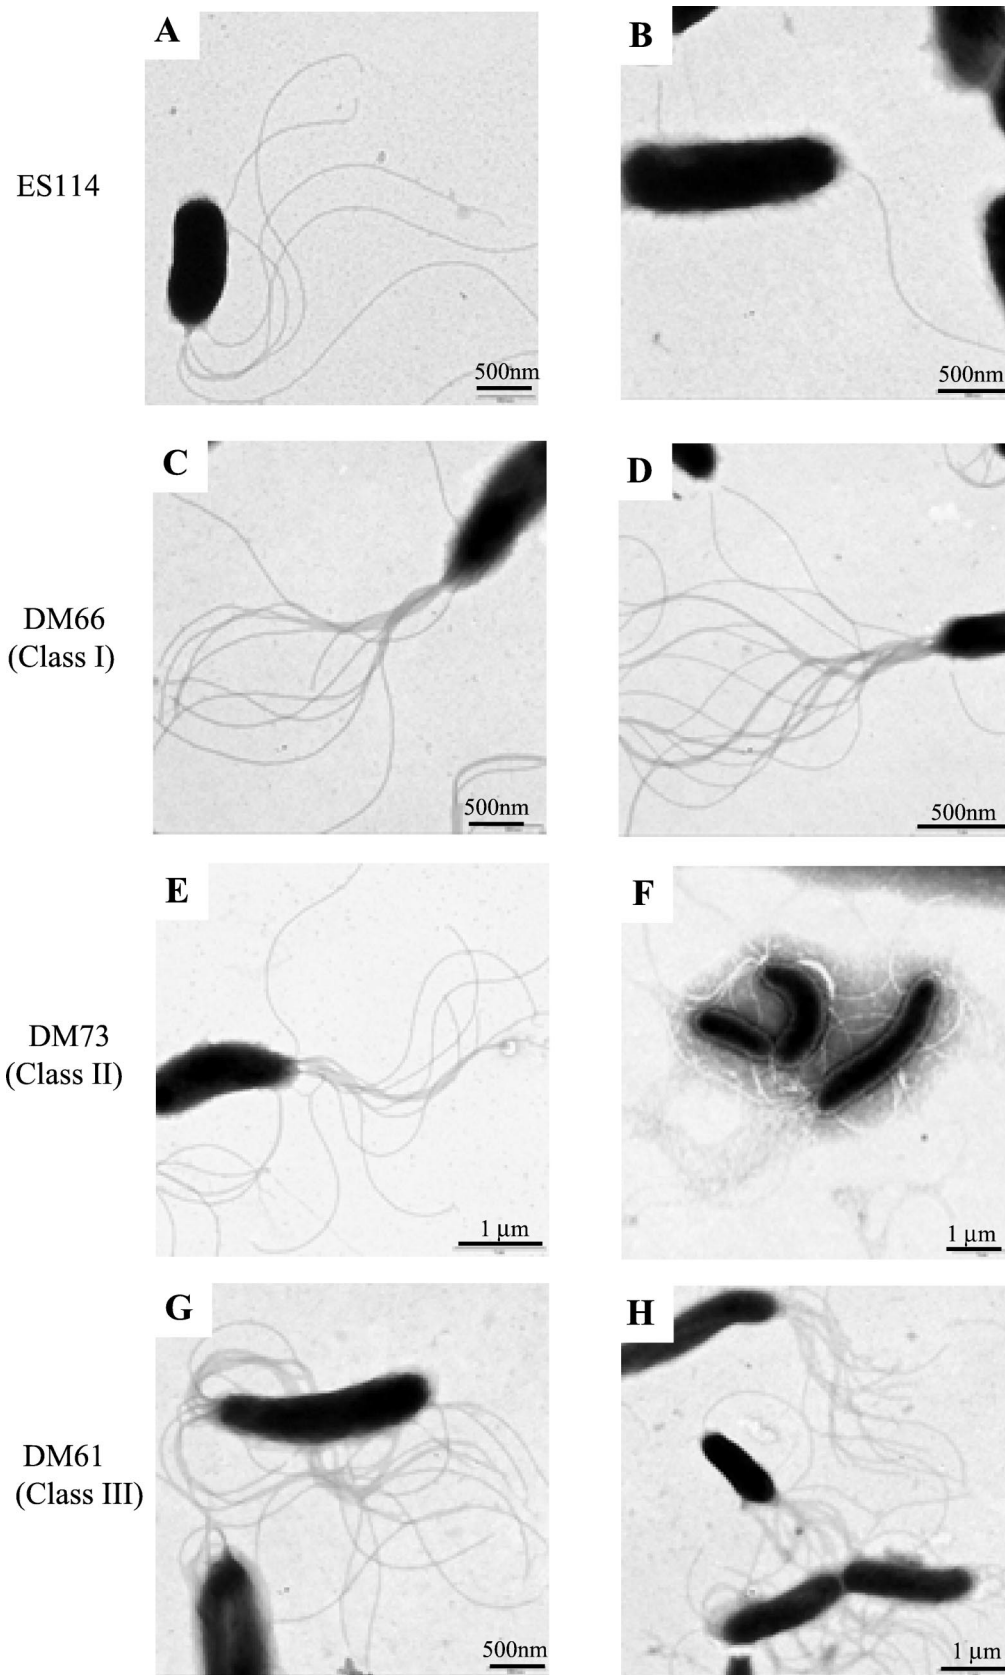 A
B
ES114
500nm
500nm
C
D
DM66
(Class I)
500nm
500nm
E
F
DM73
(Class II)
1 µm
1 µm
G
H
DM61
(Class III)
500nm
1 µm